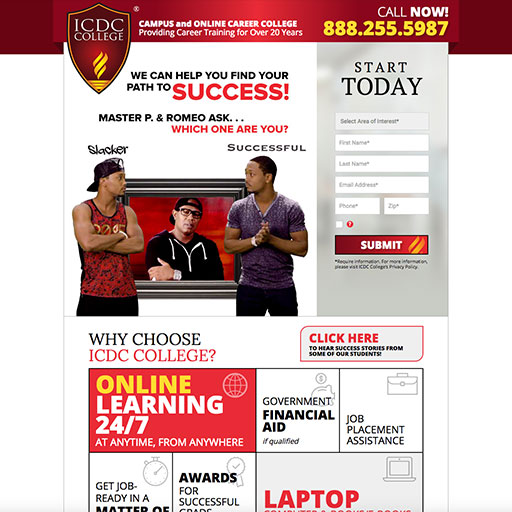 ICDC
COLLEGE
®
CAMPUS and ONLINE CAREER COLLEGE
Providing Career Training for Over 20 Years
CALL NOW!
888.255.5987
WE CAN HELP YOU FIND YOUR
PATH TO SUCCESS!
MASTER P. & ROMEO ASK. . .
WHICH ONE ARE YOU?
Slacker
SUCCESSFUL
START
TODAY
Select Area of Interest*
First Name*
Last Name*
Email Address*
Phone* Zip*
?
SUBMIT
*Require information. For more information,
please visit ICDC College's Privacy Policy.
WHY CHOOSE
ICDC COLLEGE?
CLICK HERE
TO HEAR SUCCESS STORIES FROM
SOME OF OUR STUDENTS!
ONLINE
LEARNING
24/7
AT ANYTIME, FROM ANYWHERE
GOVERNMENT
FINANCIAL
AID
if qualified
JOB
PLACEMENT
ASSISTANCE
GET JOB-
READY IN A
MATTER OF
AWARDS
FOR
SUCCESSFUL
LAPTOP